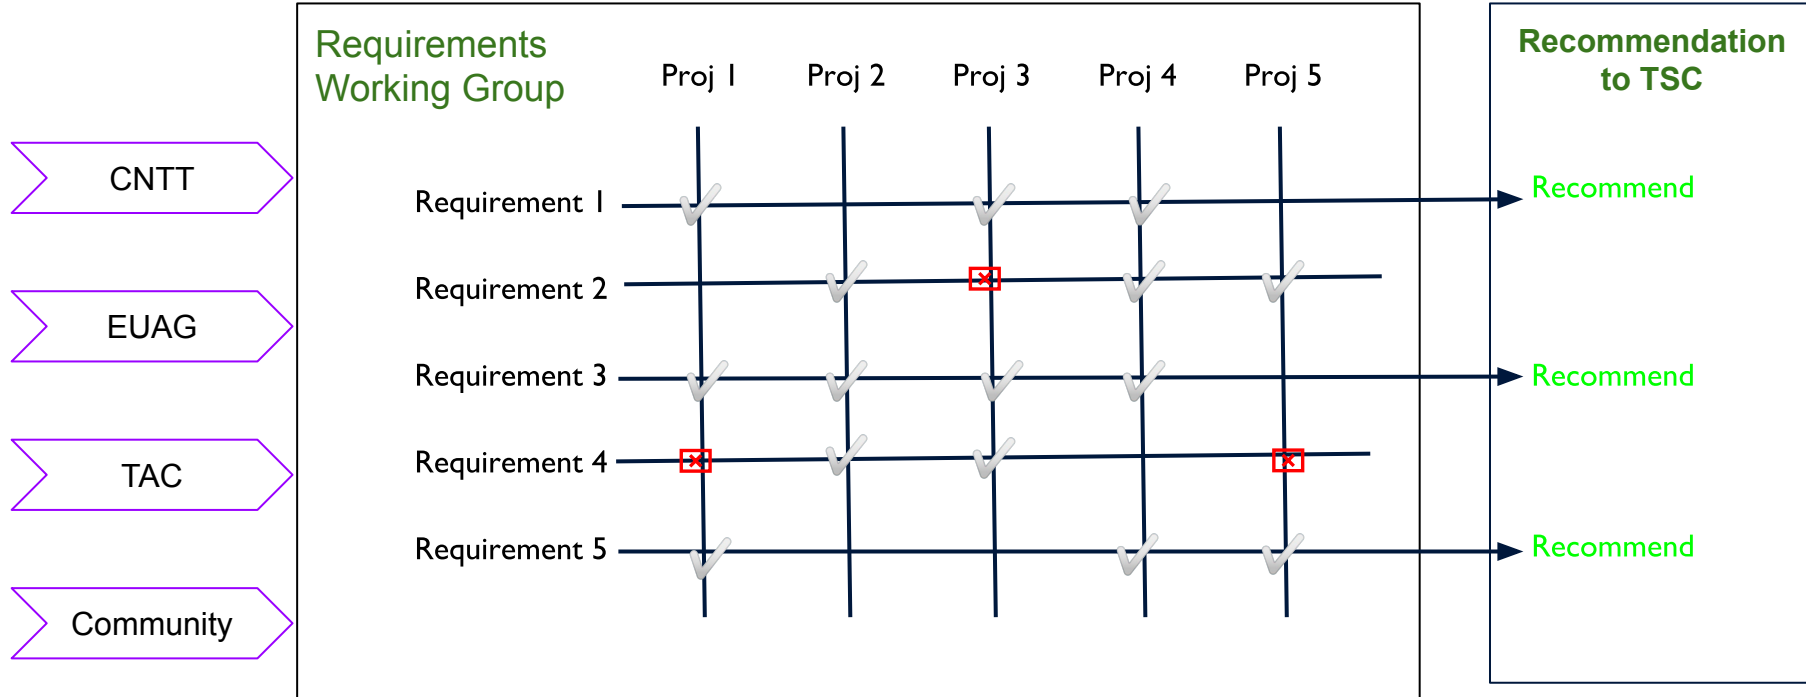 Requirements
Working Group
Proj 1
Proj 2
Proj 3
Proj 4
Proj 5
Recommendation
to TSC
CNTT
EUAG
TAC
Community
Requirement 1
Recommend
Requirement 2
Requirement 3
Recommend
Requirement 4
Requirement 5
Recommend